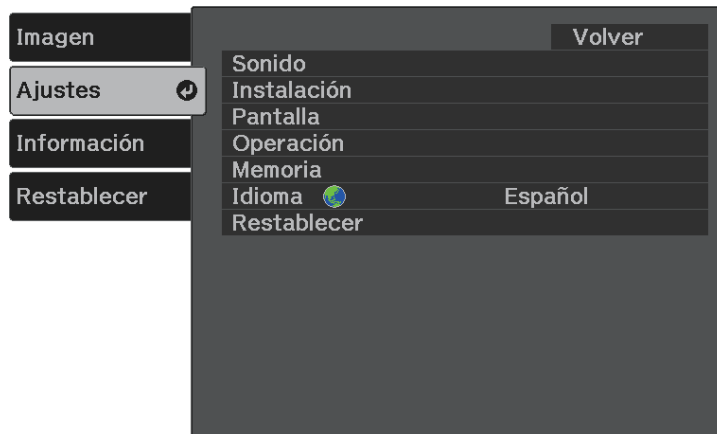 Imagen
Ajustes
Información
Restablecer
Volver
Sonido
Instalación
Pantalla
Operación
Memoria
Idioma Español
Restablecer